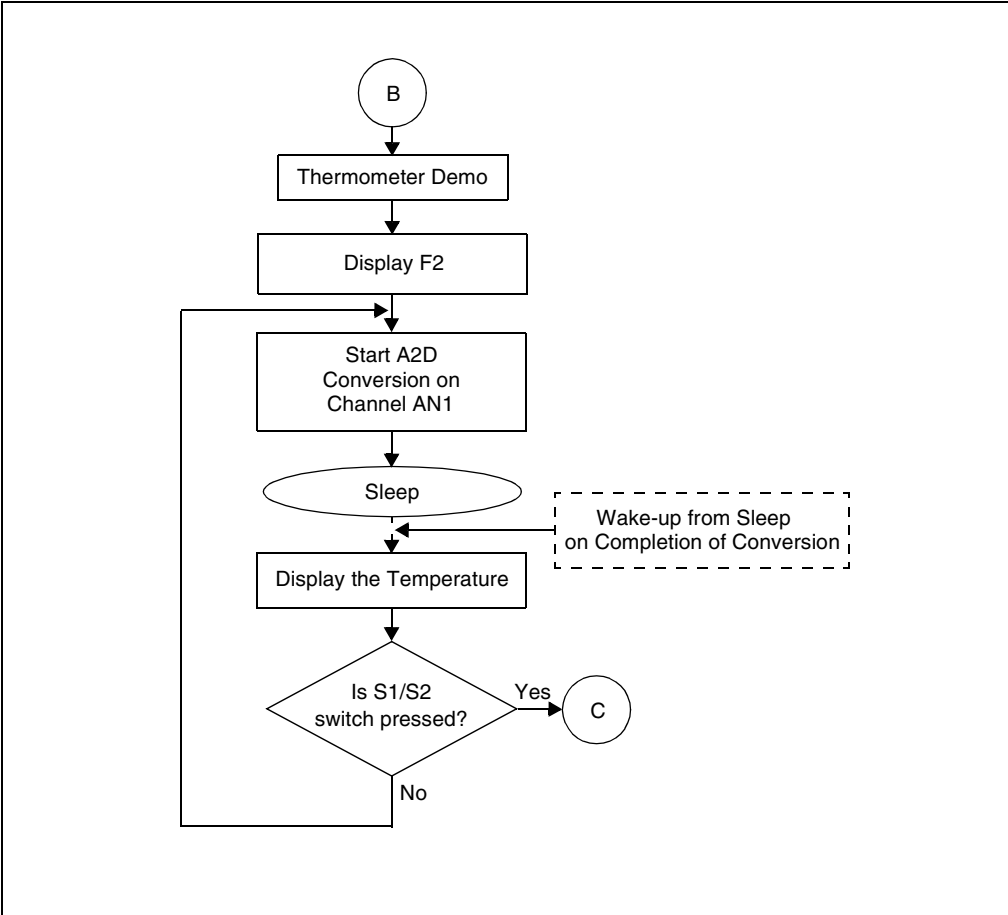 B
Thermometer Demo
Display F2
Start A2D
Conversion on
Channel AN1
Sleep
Wake-up from Sleep
on Completion of Conversion
Display the Temperature
Is S1/S2
switch pressed?
Yes
C
No